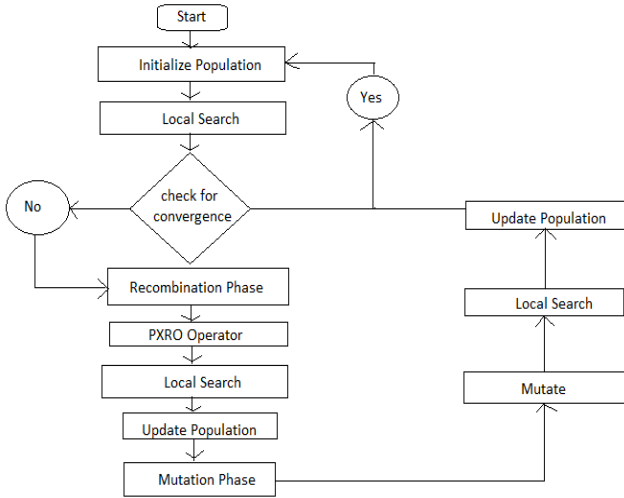 Start
Initialize Population
Yes
Local Search
check for
convergence
No
Update Population
Recombination Phase
Local Search
PXRO Operator
Local Search
Mutate
Update Population
Mutation Phase